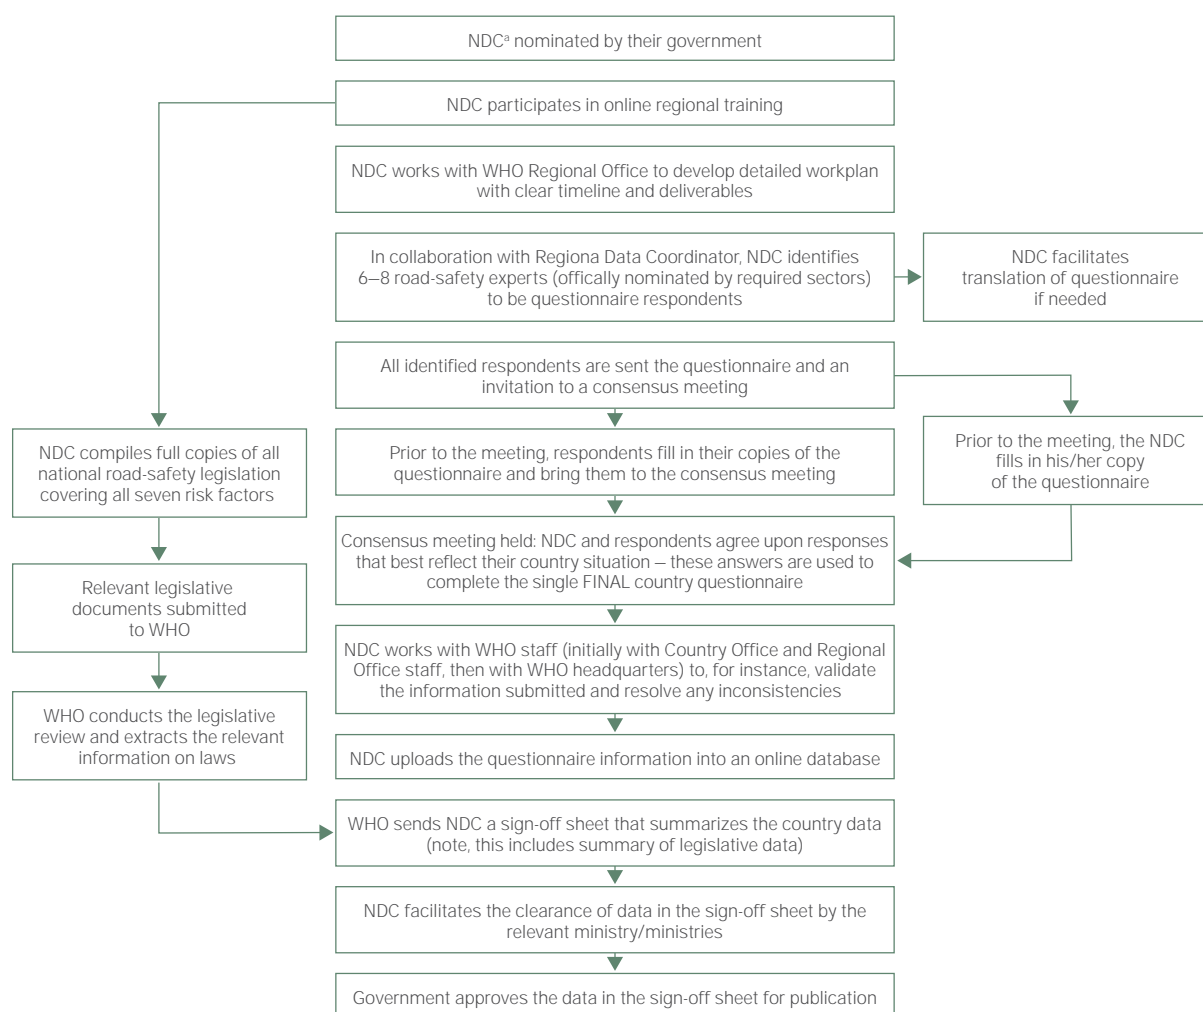 NDCᵃ nominated by their government
NDC participates in online regional training
NDC works with WHO Regional Office to develop detailed workplan
with clear timeline and deliverables
In collaboration with Regiona Data Coordinator, NDC identifies
6–8 road-safety experts (offically nominated by required sectors)
to be questionnaire respondents
NDC facilitates
translation of questionnaire
if needed
All identified respondents are sent the questionnaire and an
invitation to a consensus meeting
NDC compiles full copies of all
national road-safety legislation
covering all seven risk factors
Prior to the meeting, respondents fill in their copies of the
questionnaire and bring them to the consensus meeting
Prior to the meeting, the NDC
fills in his/her copy
of the questionnaire
Consensus meeting held: NDC and respondents agree upon responses
that best reflect their country situation – these answers are used to
complete the single FINAL country questionnaire
Relevant legislative
documents submitted
to WHO
NDC works with WHO staff (initially with Country Office and Regional
Office staff, then with WHO headquarters) to, for instance, validate
the information submitted and resolve any inconsistencies
WHO conducts the legislative
review and extracts the relevant
information on laws
NDC uploads the questionnaire information into an online database
WHO sends NDC a sign-off sheet that summarizes the country data
(note, this includes summary of legislative data)
NDC facilitates the clearance of data in the sign-off sheet by the
relevant ministry/ministries
Government approves the data in the sign-off sheet for publication